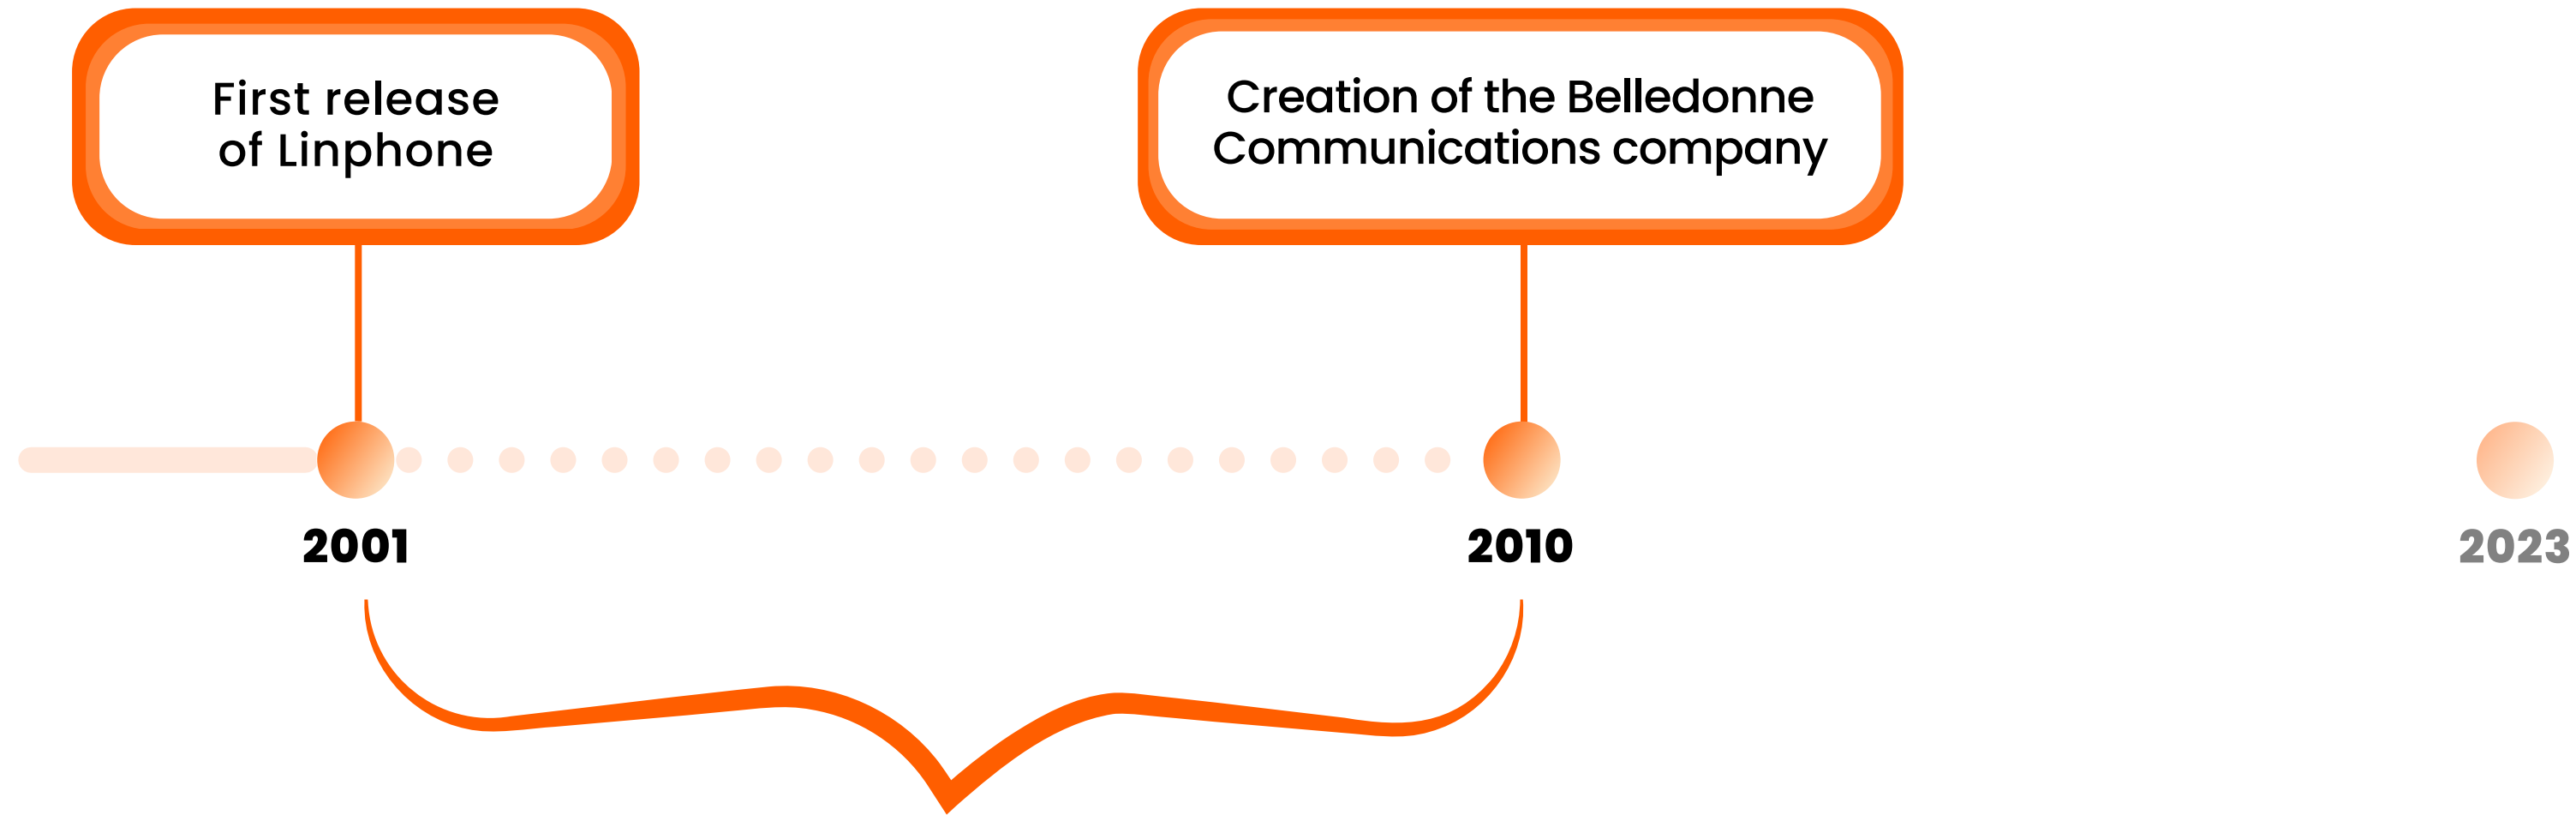 First release
of Linphone
Creation of the Belledonne
Communications company
2001
2010
2023